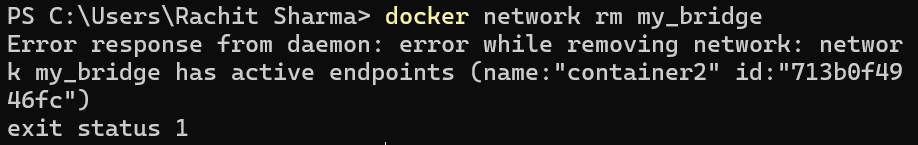 PS C:\Users\Rachit Sharma> docker network rm my_bridge
Error response from daemon: error while removing network: networ
k my_bridge has active endpoints (name:"container2" id:"713b0f49
46fc")
exit status 1